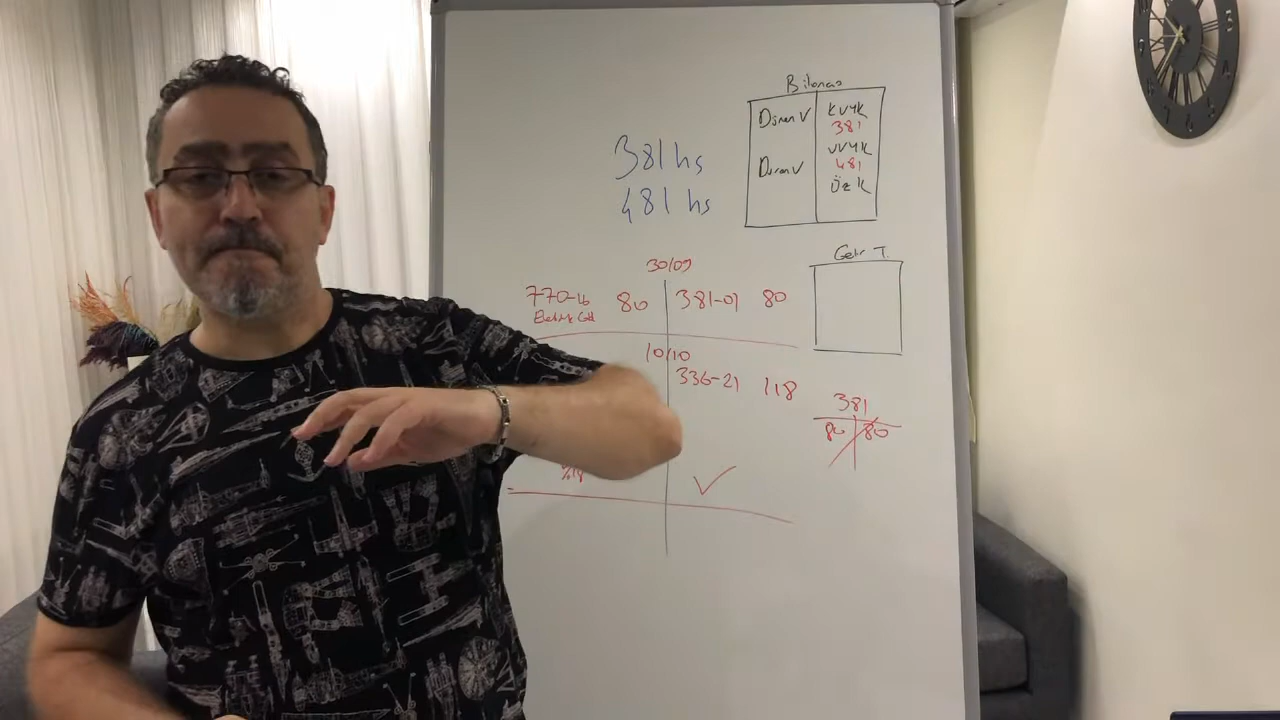 Bilanço
Dönen V
KVYK
381
Duran V
UVYK
481
Öz K
381 hs
481 hs
Gelir T.
30/09
770-16 80 381-01 80
10/10
336-21 118
%18
381
80 80